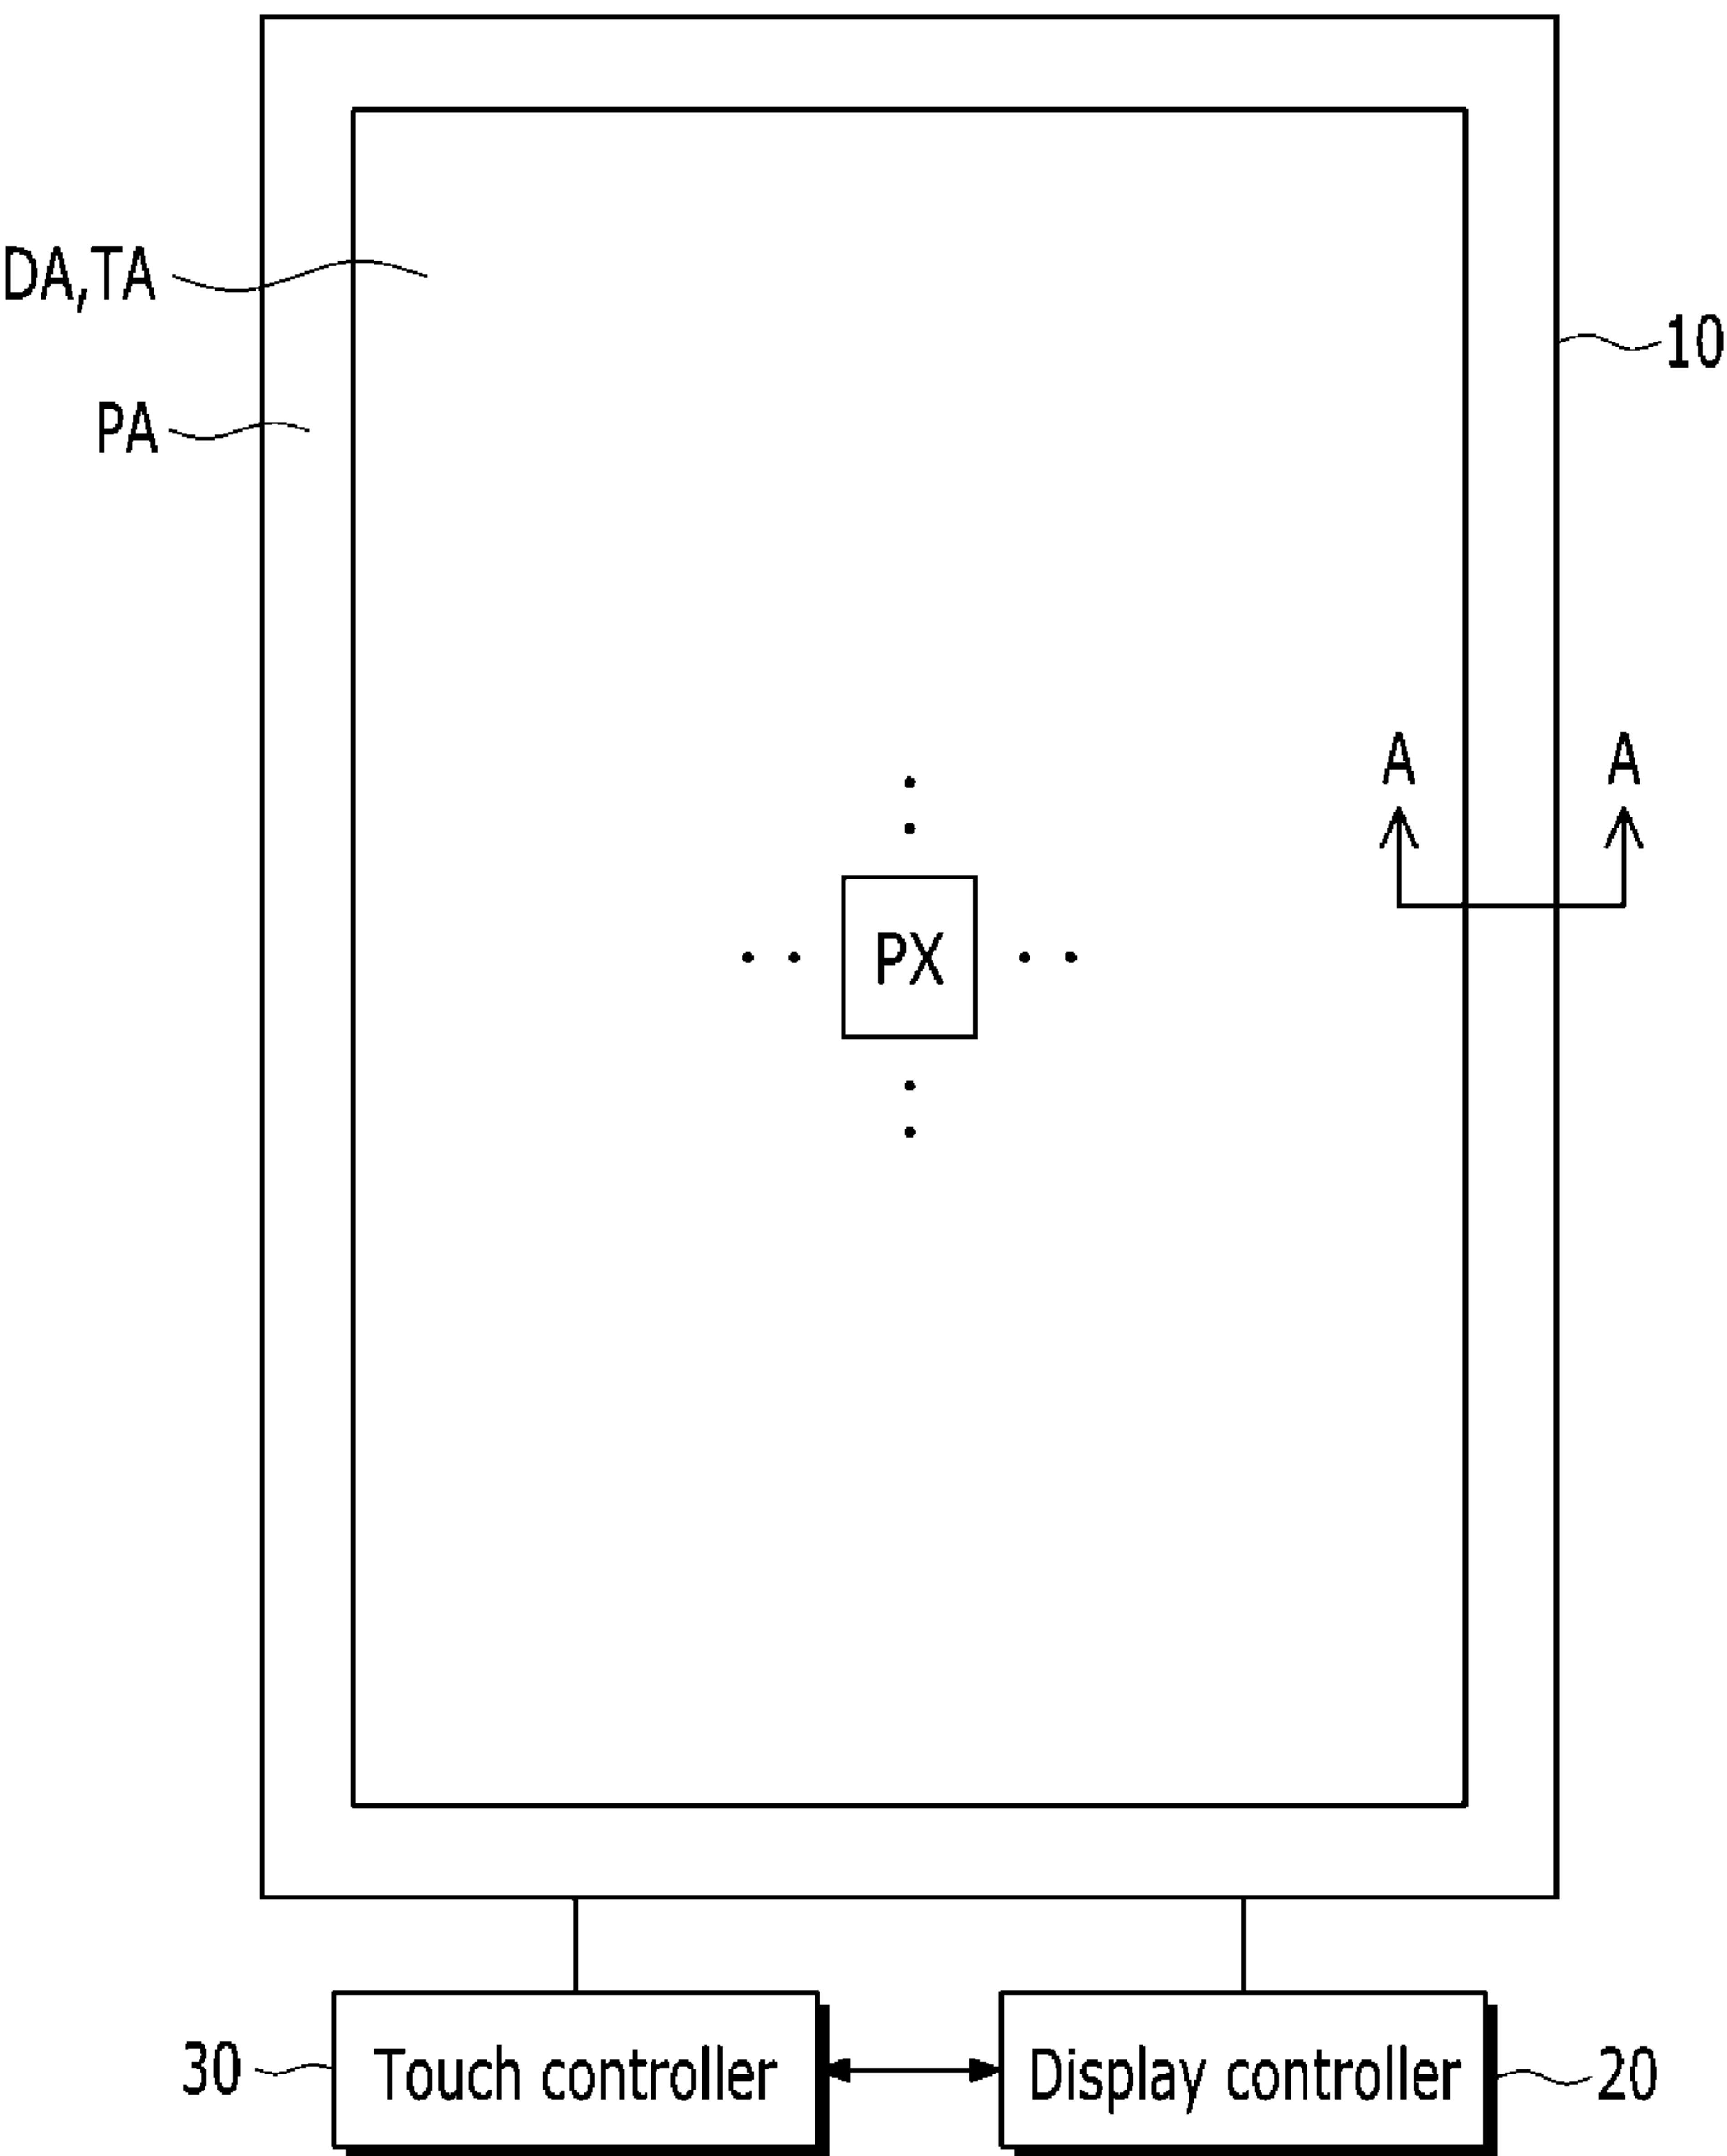 DA,TA
10
PA
A A
PX
30 Touch controller Display controller 20